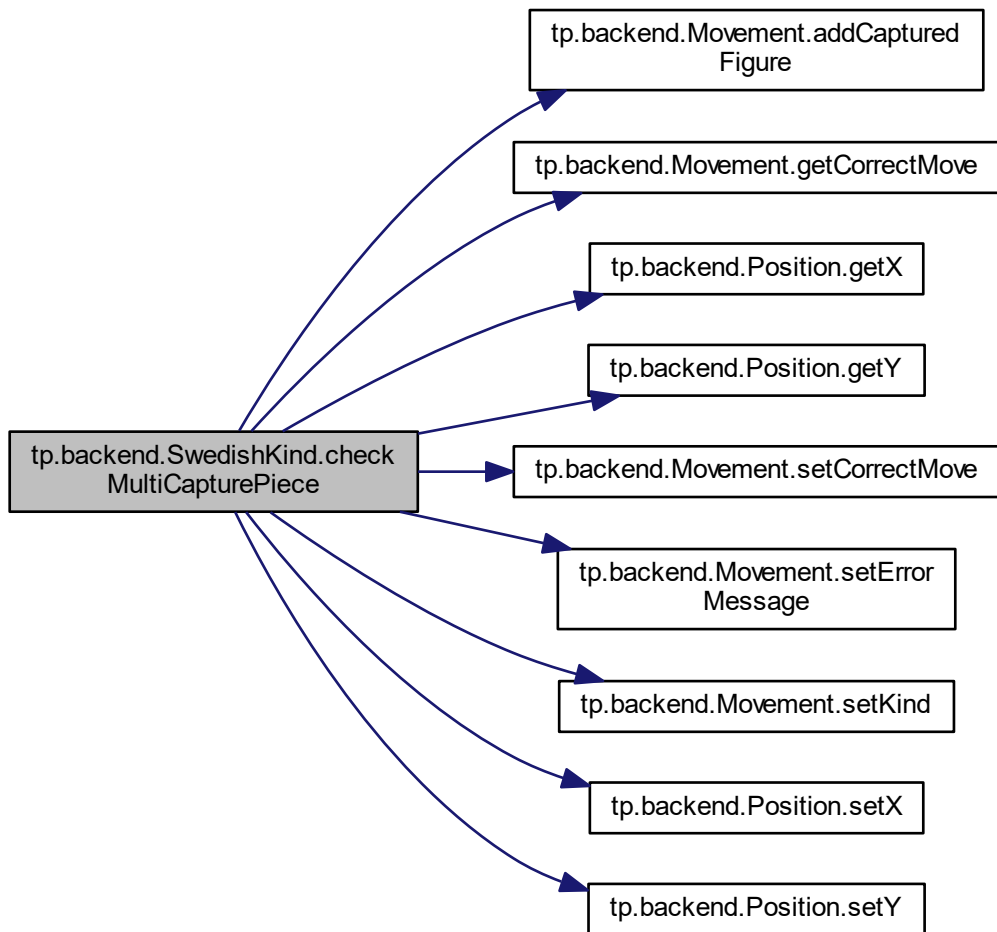 tp.backend.Movement.addCaptured
Figure
tp.backend.Movement.getCorrectMove
tp.backend.Position.getX
tp.backend.Position.getY
tp.backend.SwedishKind.check
MultiCapturePiece
tp.backend.Movement.setCorrectMove
tp.backend.Movement.setError
Message
tp.backend.Movement.setKind
tp.backend.Position.setX
tp.backend.Position.setY